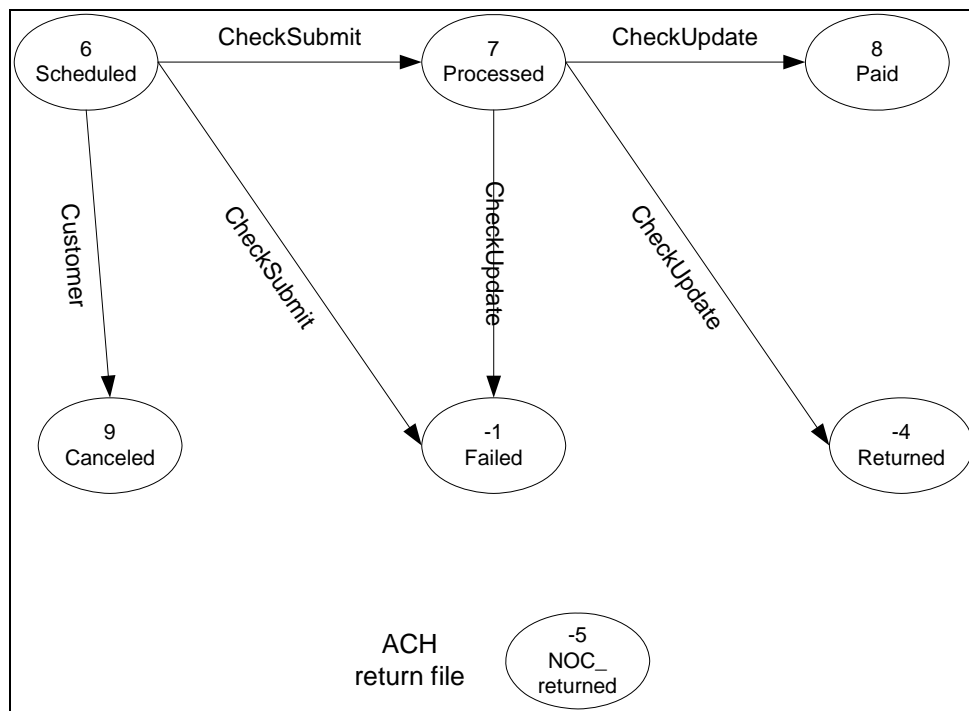 6
Scheduled
CheckSubmit
7
Processed
CheckUpdate
8
Paid
Customer
CheckSubmit
CheckUpdate
CheckUpdate
9
Canceled
-1
Failed
-4
Returned
ACH
return file
-5
NOC_
returned